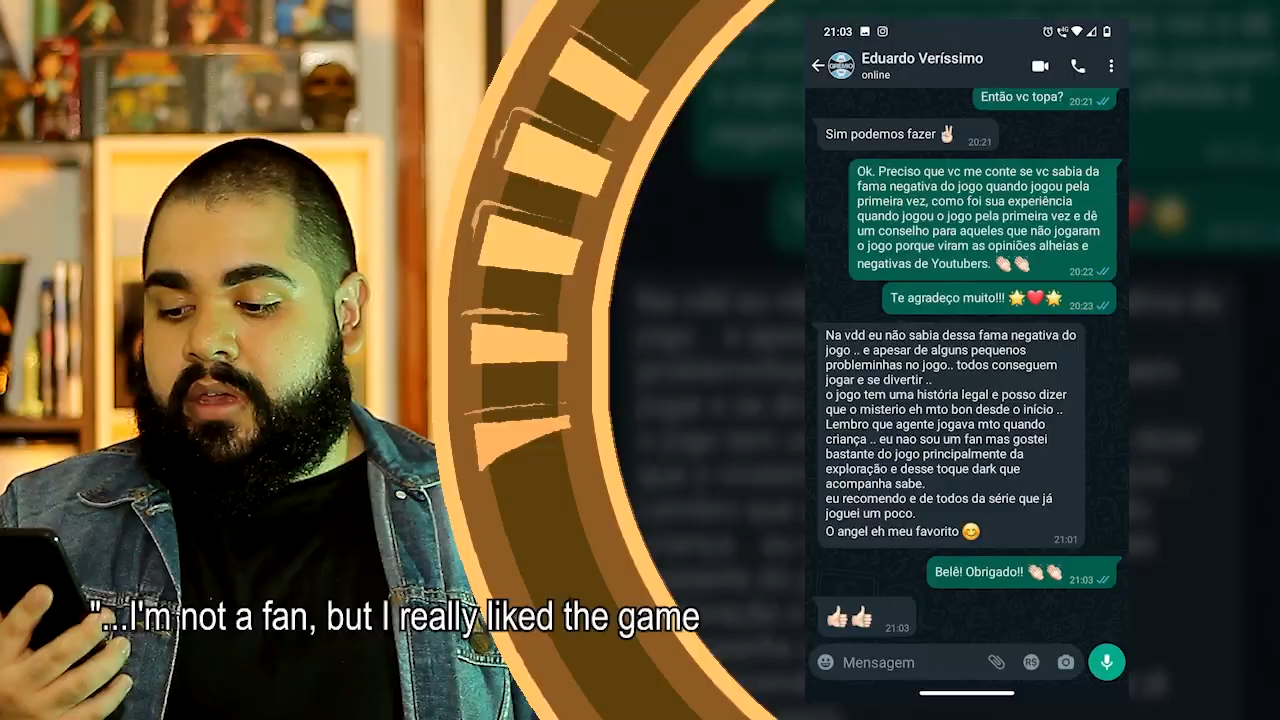 21:03
Eduardo Veríssimo
online
Então vc topa? 20:21
Sim podemos fazer ✌🏻
20:21
Ok. Preciso que vc me conte se vc sabia da
fama negativa do jogo quando jogou pela
primeira vez, como foi sua experiência
quando jogou o jogo pela primeira vez e dê
um conselho para aqueles que não jogaram
o jogo porque viram as opiniões alheias e
negativas de Youtubers. 👏🏻👏🏻
20:22
Te agradeço muito!!! 🌟❤️🌟 20:23
Na vdd eu não sabia dessa fama negativa do
jogo .. e apesar de alguns pequenos
probleminhas no jogo.. todos conseguem
jogar e se divertir ..
o jogo tem uma história legal e posso dizer
que o misterio eh mto bon desde o início ..
Lembro que agente jogava mto quando
criança .. eu nao sou um fan mas gostei
bastante do jogo principalmente da
exploração e desse toque dark que
acompanha sabe.
eu recomendo e de todos da série que já
joguei um poco.
O angel eh meu favorito 😊
21:01
Belê! Obrigado!! 👏🏻👏🏻 21:03
👍🏻👍🏻
21:03
Mensagem
"...I'm not a fan, but I really liked the game